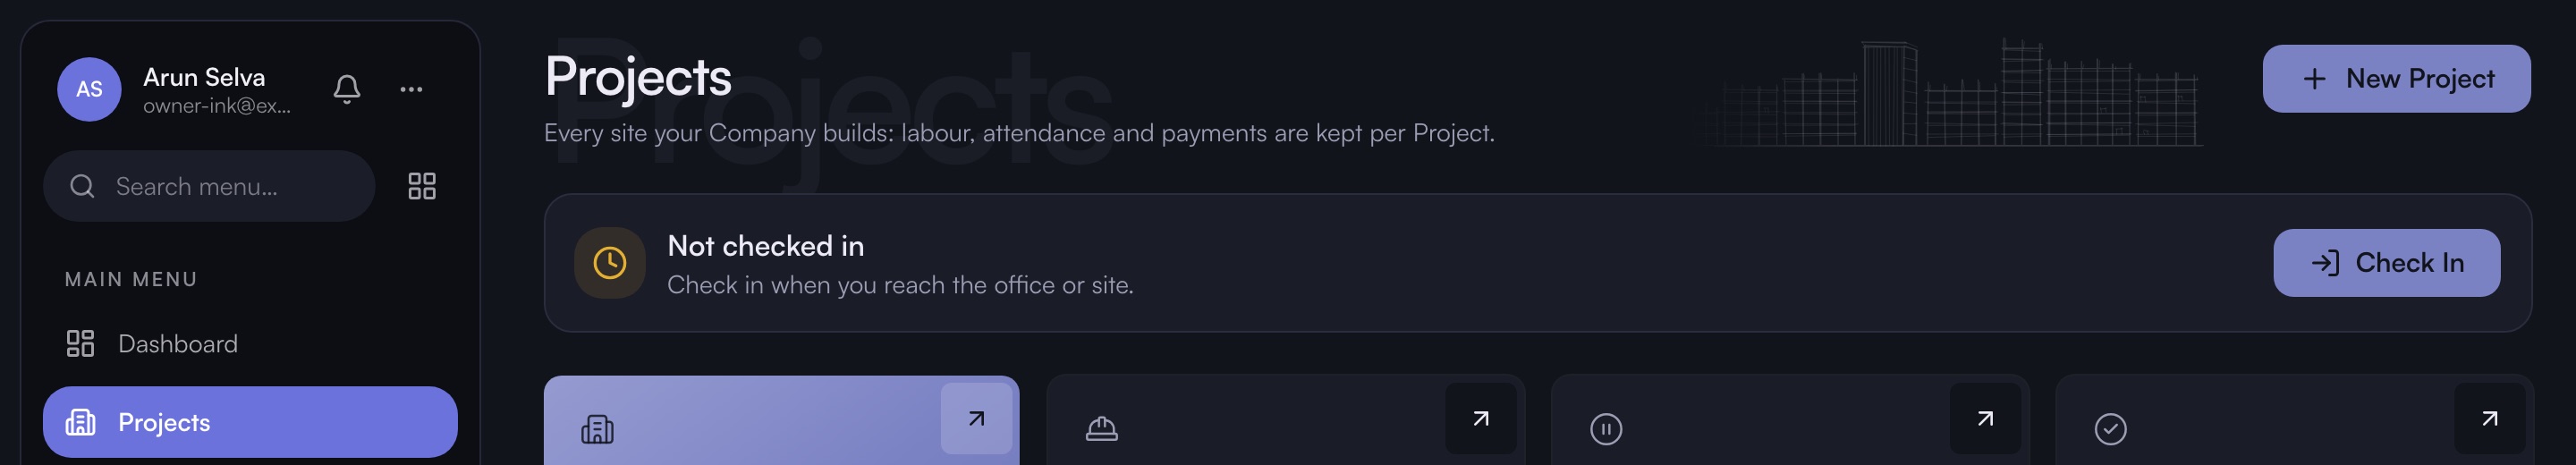 AS
Arun Selva
owner-ink@ex...
Search menu...
MAIN MENU
Dashboard
Projects
Projects
Projects
Every site your Company builds: labour, attendance and payments are kept per Project.
New Project
Not checked in
Check in when you reach the office or site.
Check In